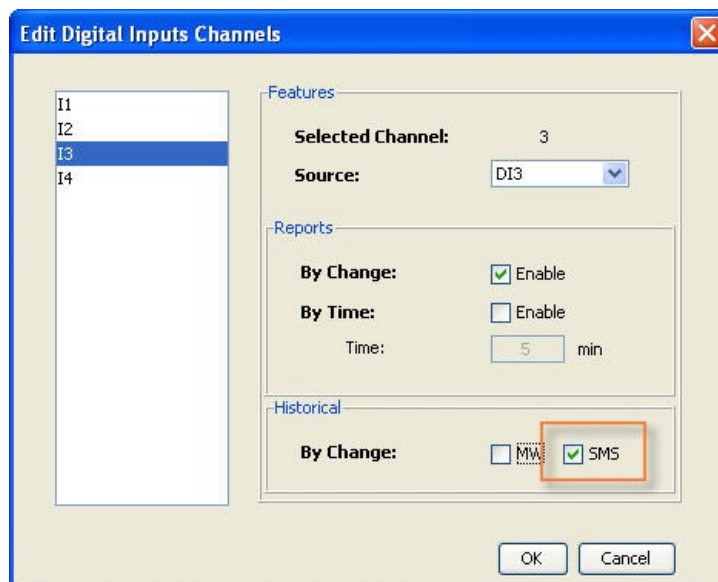 Edit Digital Inputs Channels
I1
I2
I3
I4
Features
Selected Channel: 3
Source: DI3
Reports
By Change: Enable
By Time: Enable
Time: 5 min
Historical
By Change: MW SMS
OK Cancel